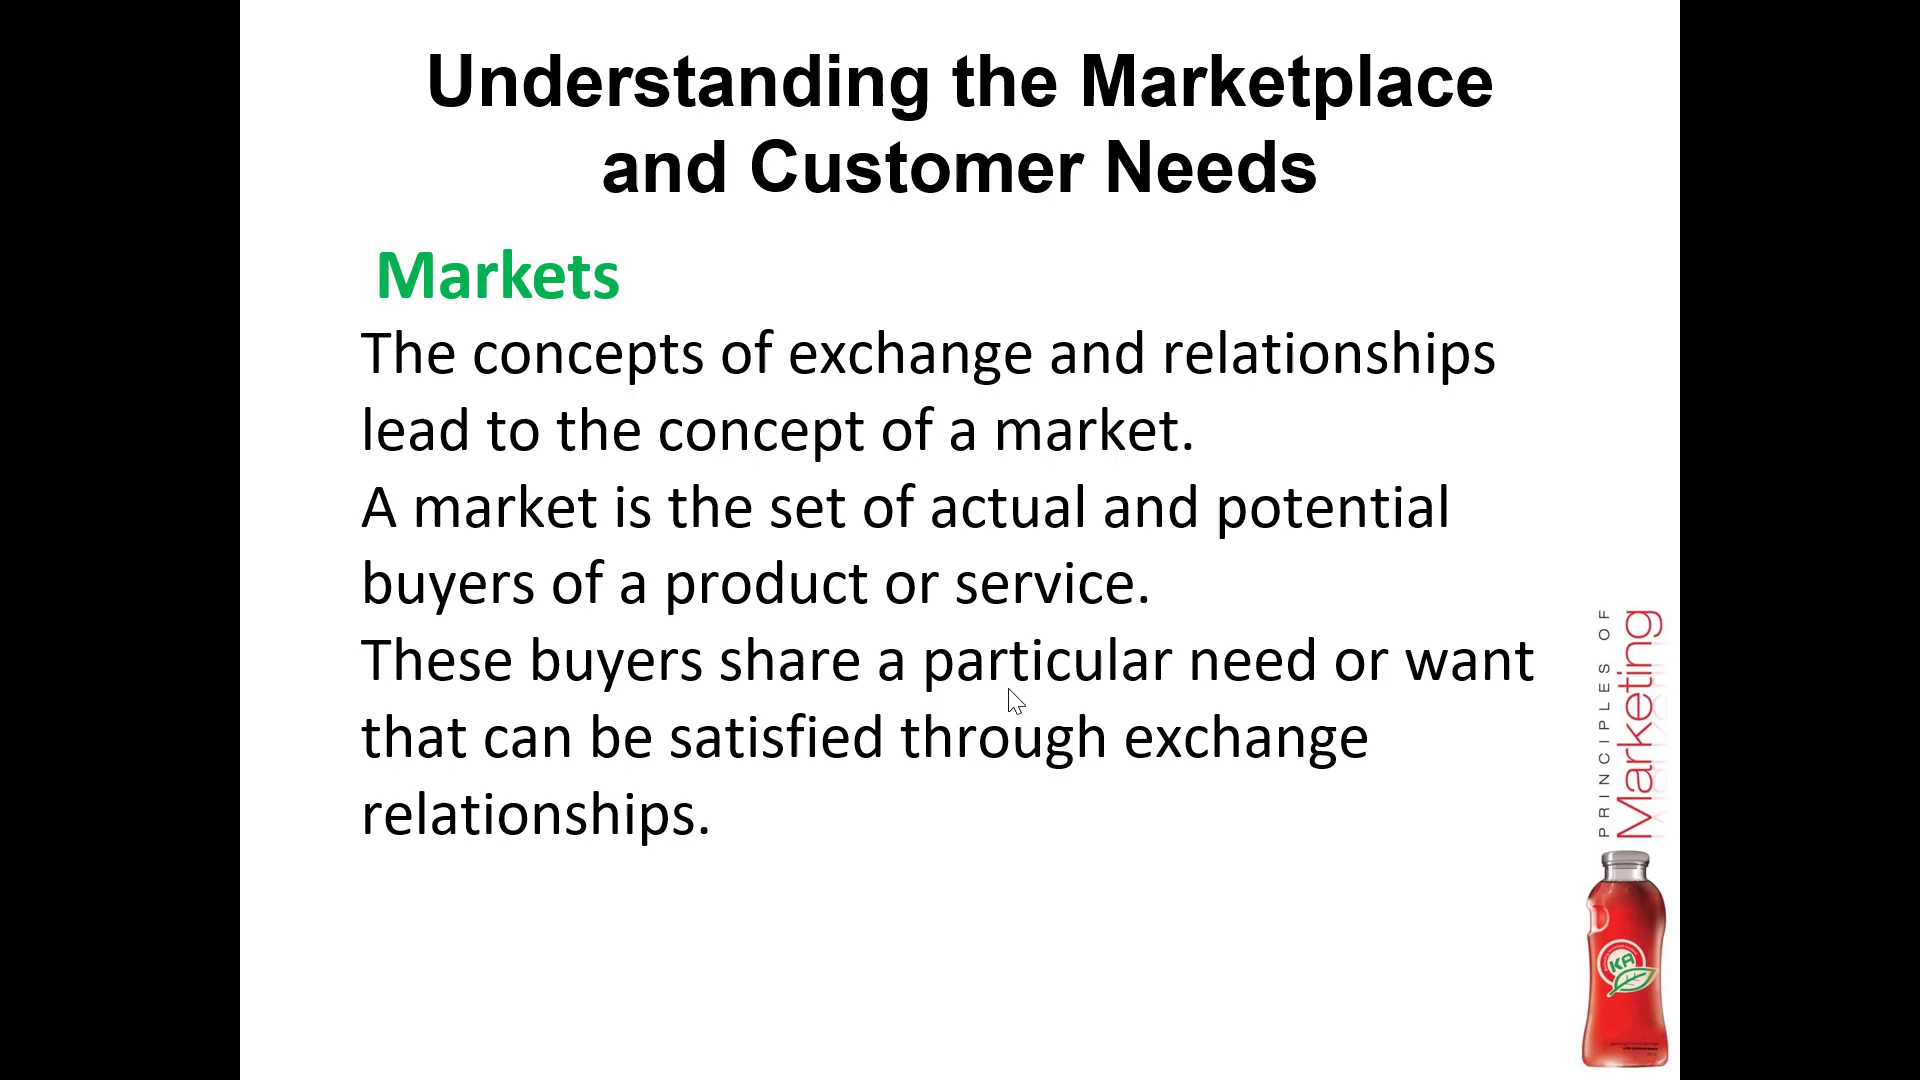 Understanding the Marketplace
and Customer Needs
Markets
The concepts of exchange and relationships
lead to the concept of a market.
A market is the set of actual and potential
buyers of a product or service.
These buyers share a particular need or want
that can be satisfied through exchange
relationships.
PRINCIPLES OF
Marketing
KA